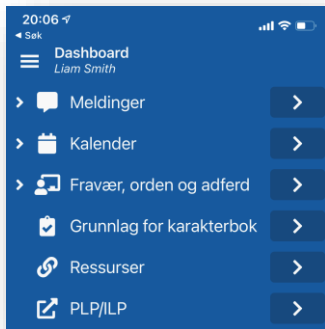 20:06
Søk
Dashboard
Liam Smith
Meldinger
Kalender
Fravær, orden og adferd
Grunnlag for karakterbok
Ressurser
PLP/ILP